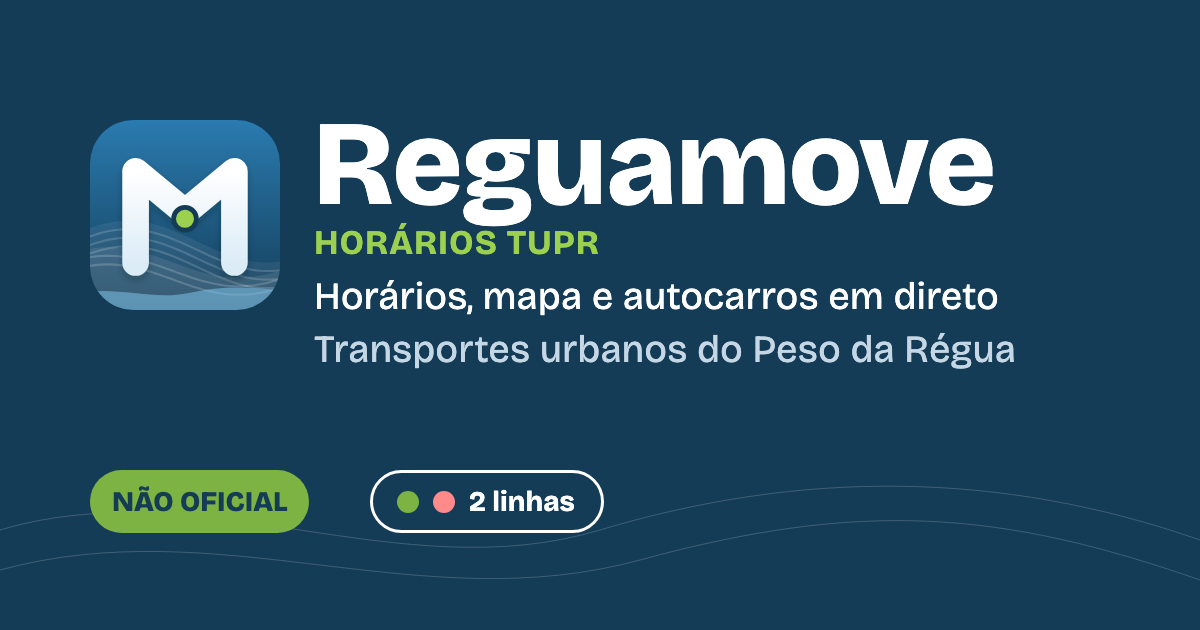 M
Reguamove
HORÁRIOS TUPR
Horários, mapa e autocarros em direto
Transportes urbanos do Peso da Régua
NÃO OFICIAL
2 linhas